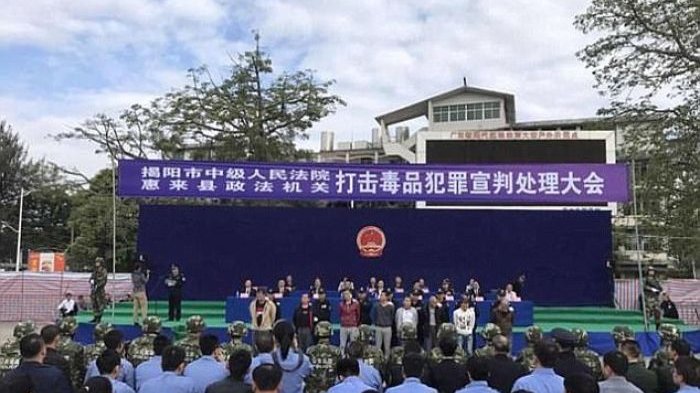 揭阳市中级人民法院
惠来县政法机关
打击毒品犯罪宣判处理大会